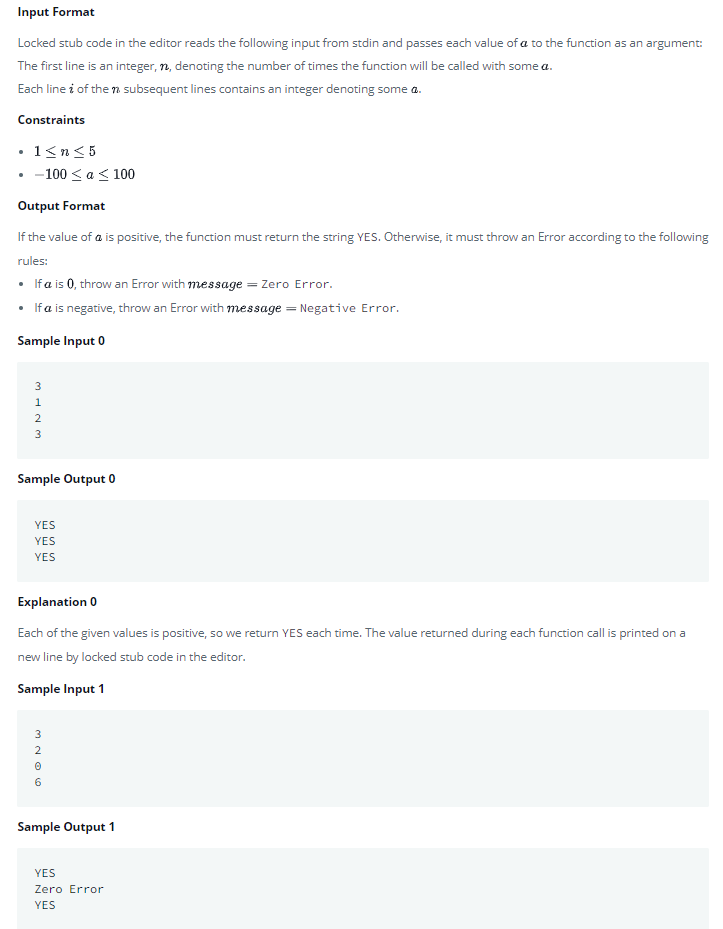 Input Format
Locked stub code in the editor reads the following input from stdin and passes each value of a to the function as an argument:
The first line is an integer, n, denoting the number of times the function will be called with some a.
Each line i of the n subsequent lines contains an integer denoting some a.
Constraints
• 1 ≤ n ≤ 5
• −100 ≤ a ≤ 100
Output Format
If the value of a is positive, the function must return the string YES. Otherwise, it must throw an Error according to the following
rules:
• If a is 0, throw an Error with message = Zero Error.
• If a is negative, throw an Error with message = Negative Error.
Sample Input 0
3
1
2
3
Sample Output 0
YES
YES
YES
Explanation 0
Each of the given values is positive, so we return YES each time. The value returned during each function call is printed on a
new line by locked stub code in the editor.
Sample Input 1
3
2
0
6
Sample Output 1
YES
Zero Error
YES